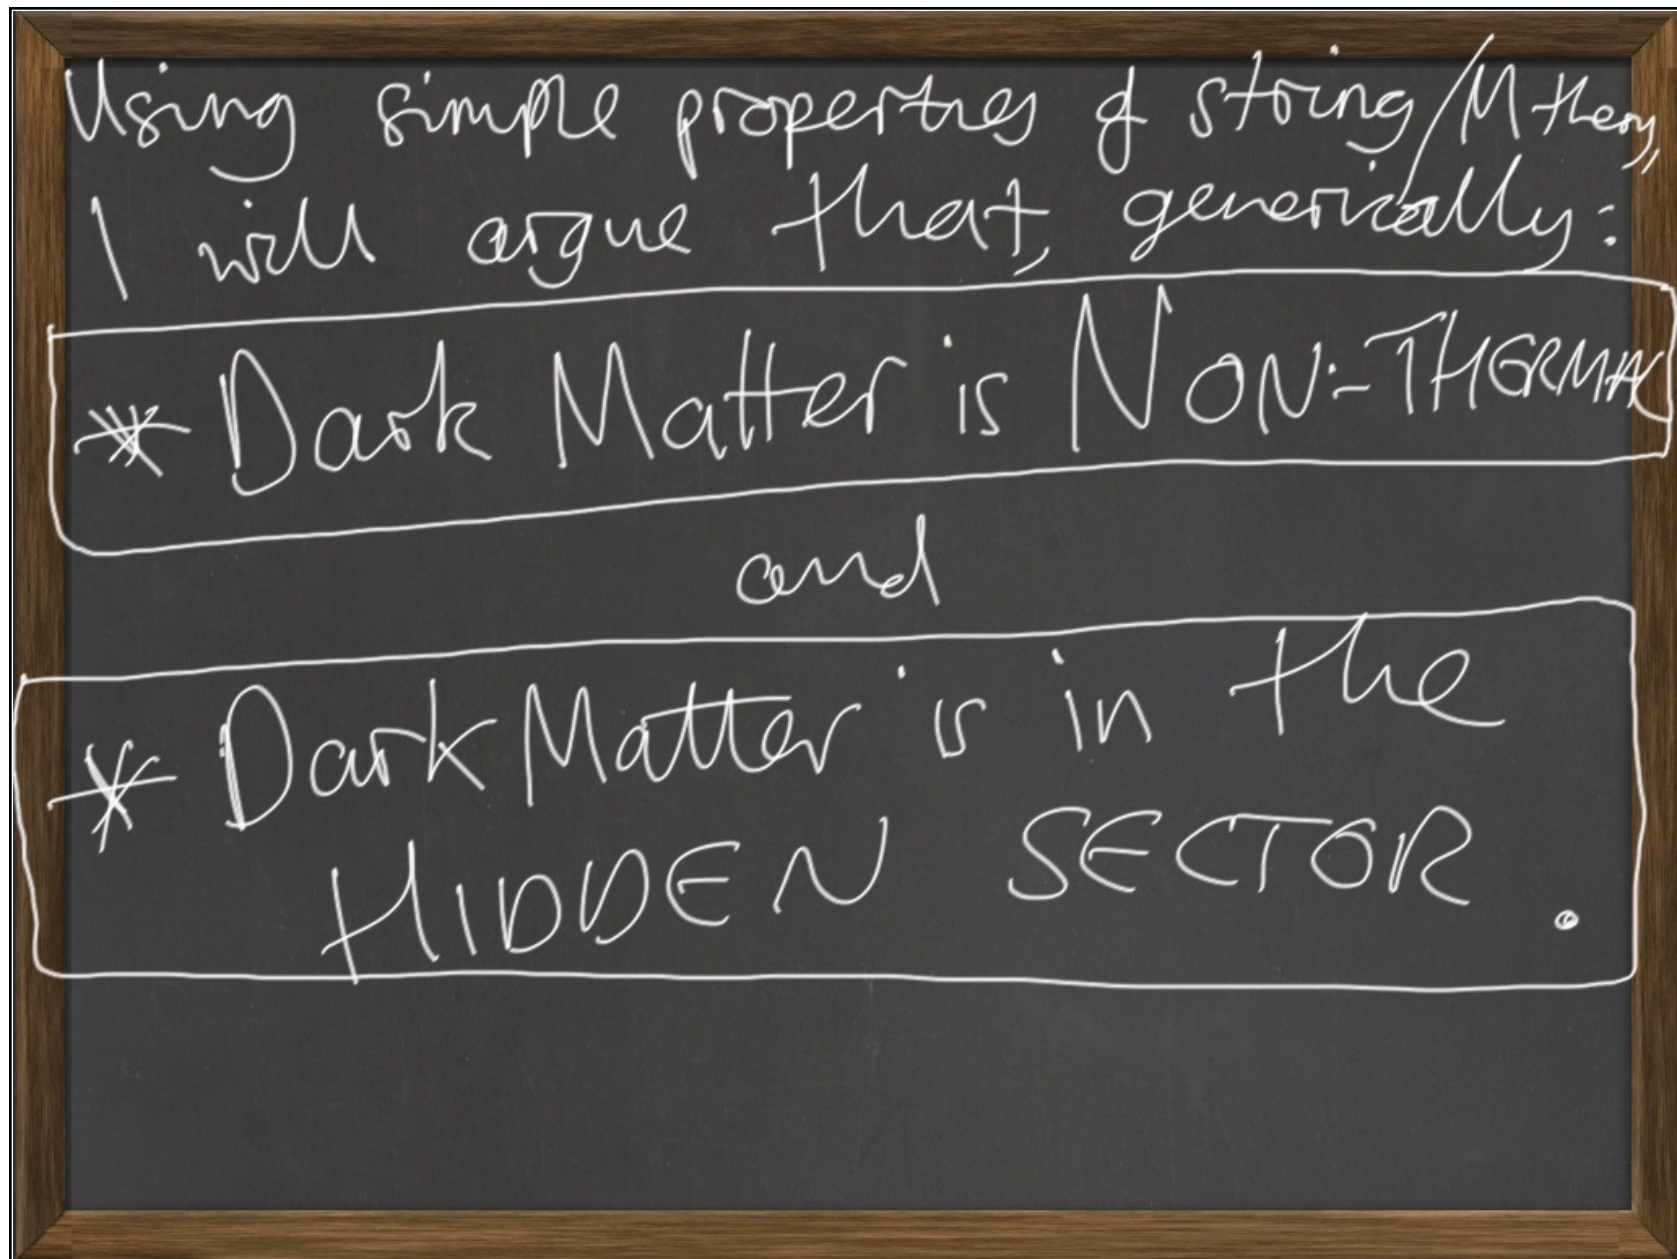 Using simple properties of string/M theory,
I will argue that, generically:
* Dark Matter is NON-THERMAL
and
* Dark Matter is in the
HIDDEN SECTOR.